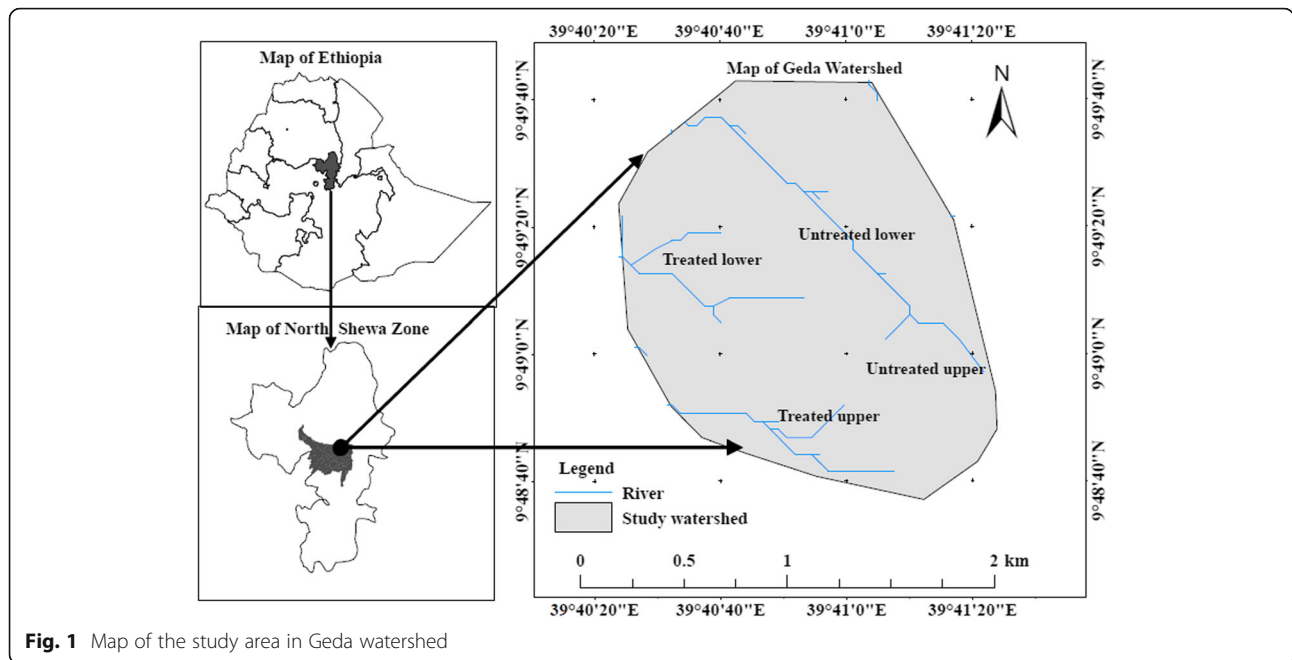 Map of Ethiopia
Map of North Shewa Zone
39°40'20"E 39°40'40"E 39°41'0"E 39°41'20"E
Map of Geda Watershed
N
9°49'40"N 9°49'40"N
9°49'20"N 9°49'20"N
9°49'0"N 9°49'0"N
9°48'40"N 9°48'40"N
Untreated lower
Treated lower
Untreated upper
Treated upper
Legend
River
Study watershed
0 0.5 1 2 km
39°40'20"E 39°40'40"E 39°41'0"E 39°41'20"E
Fig. 1 Map of the study area in Geda watershed